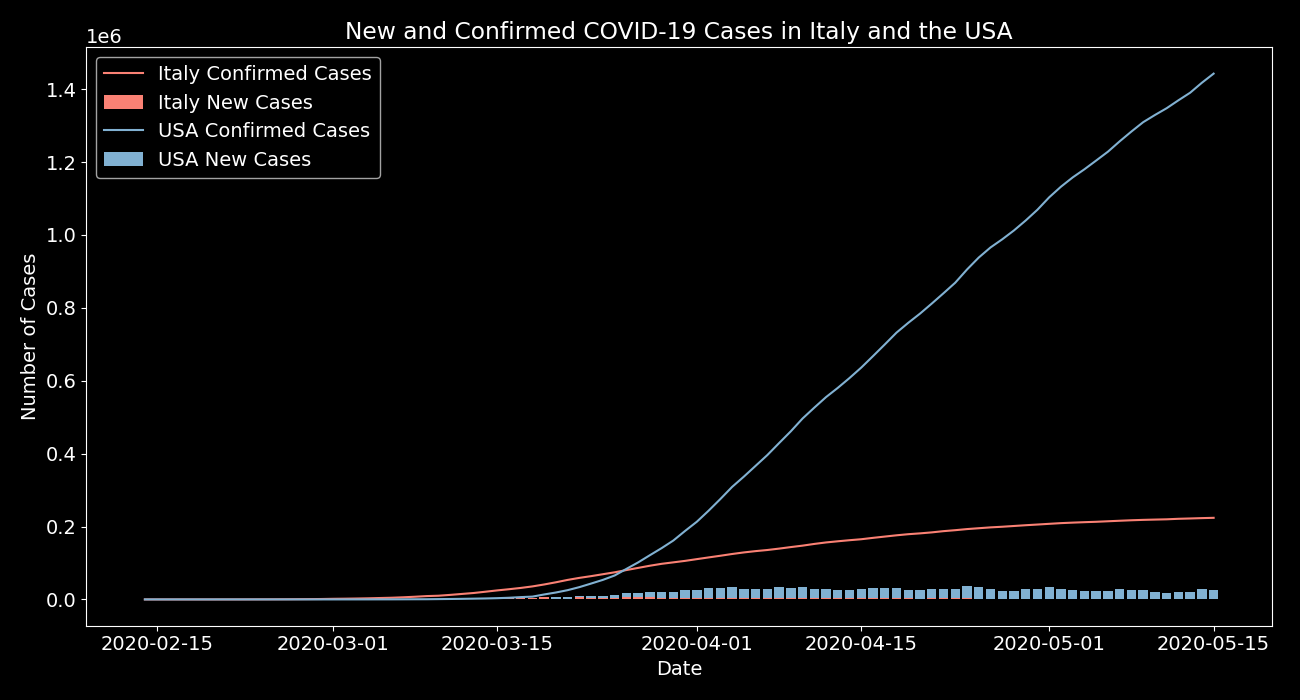 New and Confirmed COVID-19 Cases in Italy and the USA
1e6
Italy Confirmed Cases
Italy New Cases
USA Confirmed Cases
USA New Cases
1.4
1.2
1.0
0.8
0.6
0.4
0.2
0.0
Number of Cases
2020-02-15 2020-03-01 2020-03-15 2020-04-01 2020-04-15 2020-05-01 2020-05-15
Date